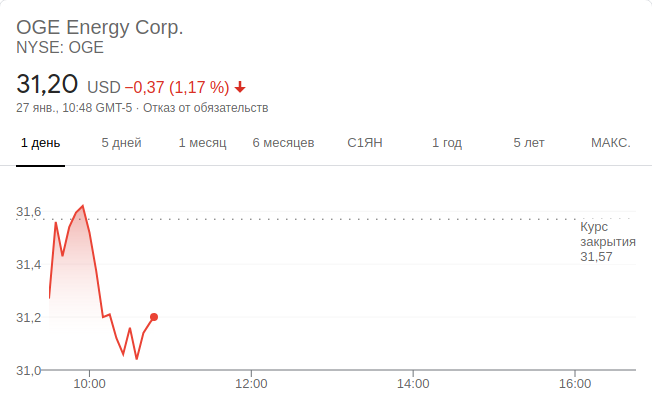 OGE Energy Corp.
NYSE: OGE
31,20 USD −0,37 (1,17 %)
27 янв., 10:48 GMT-5 · Отказ от обязательств
1 день 5 дней 1 месяц 6 месяцев С1ЯН 1 год 5 лет МАКС.
31,6
Курс
закрытия
31,57
31,4
31,2
31,0
10:00 12:00 14:00 16:00